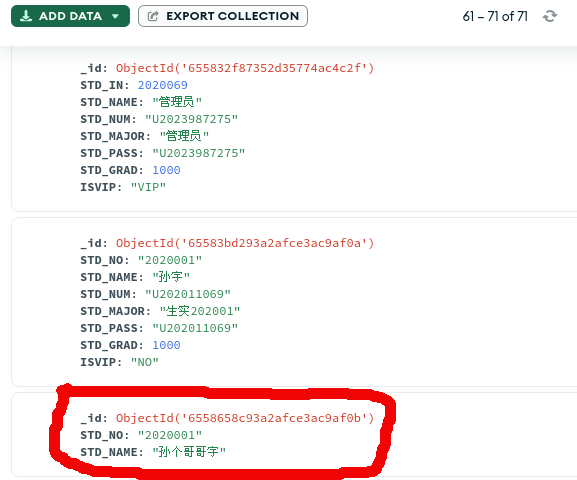 ADD DATA
EXPORT COLLECTION
61 – 71 of 71
_id: ObjectId('655832f87352d35774ac4c2f')
STD_IN: 2020069
STD_NAME: "管理员"
STD_NUM: "U2023987275"
STD_MAJOR: "管理员"
STD_PASS: "U2023987275"
STD_GRAD: 1000
ISVIP: "VIP"
_id: ObjectId('65583bd293a2afce3ac9af0a')
STD_NO: "2020001"
STD_NAME: "孙宇"
STD_NUM: "U202011069"
STD_MAJOR: "生实202001"
STD_PASS: "U202011069"
STD_GRAD: 1000
ISVIP: "NO"
_id: ObjectId('6558658c93a2afce3ac9af0b')
STD_NO: "2020001"
STD_NAME: "孙个哥哥字"